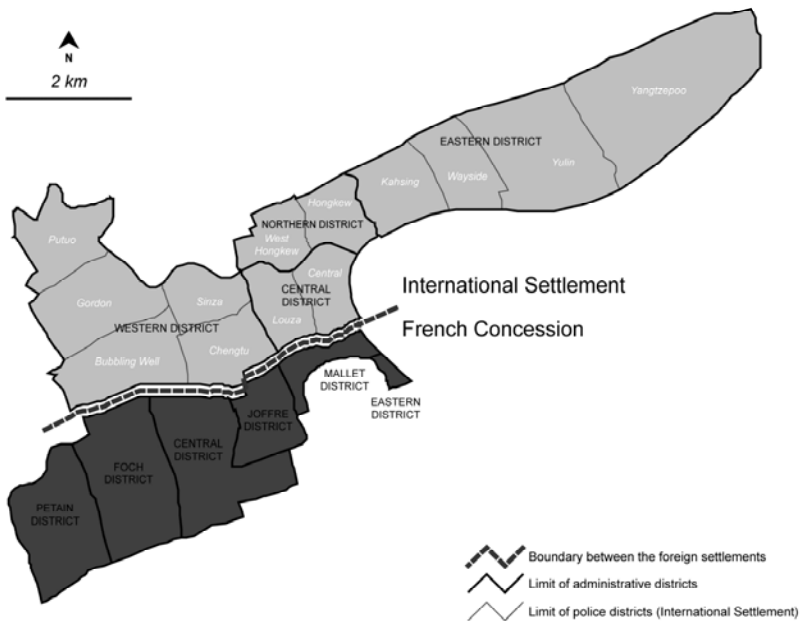 N
2 km
Yangtzepoo
EASTERN DISTRICT
Yulin
Wayside
Kahsing
Hongkew
NORTHERN DISTRICT
West
Hongkew
Putuo
Central
CENTRAL
DISTRICT
Gordon
Sinza
Louza
WESTERN DISTRICT
Chengtu
Bubbling Well
International Settlement
French Concession
MALLET
DISTRICT
EASTERN
DISTRICT
JOFFRE
DISTRICT
CENTRAL
DISTRICT
FOCH
DISTRICT
PETAIN
DISTRICT
Boundary between the foreign settlements
Limit of administrative districts
Limit of police districts (International Settlement)